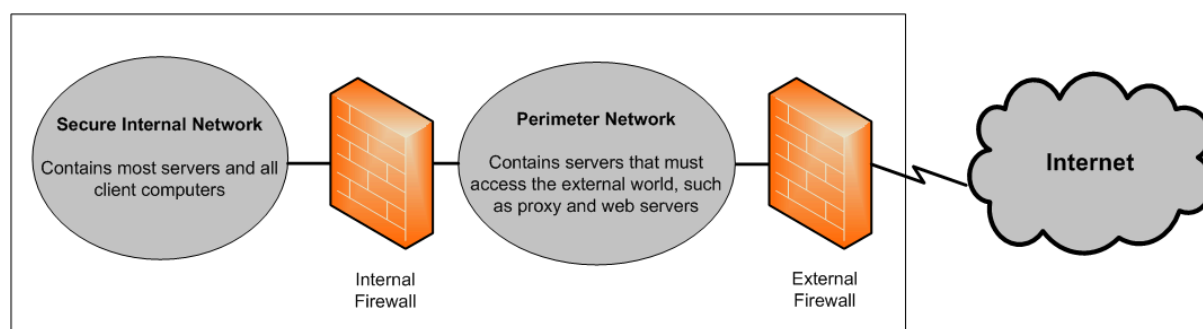 Secure Internal Network
Contains most servers and all
client computers
Internal
Firewall
Perimeter Network
Contains servers that must
access the external world, such
as proxy and web servers
External
Firewall
Internet